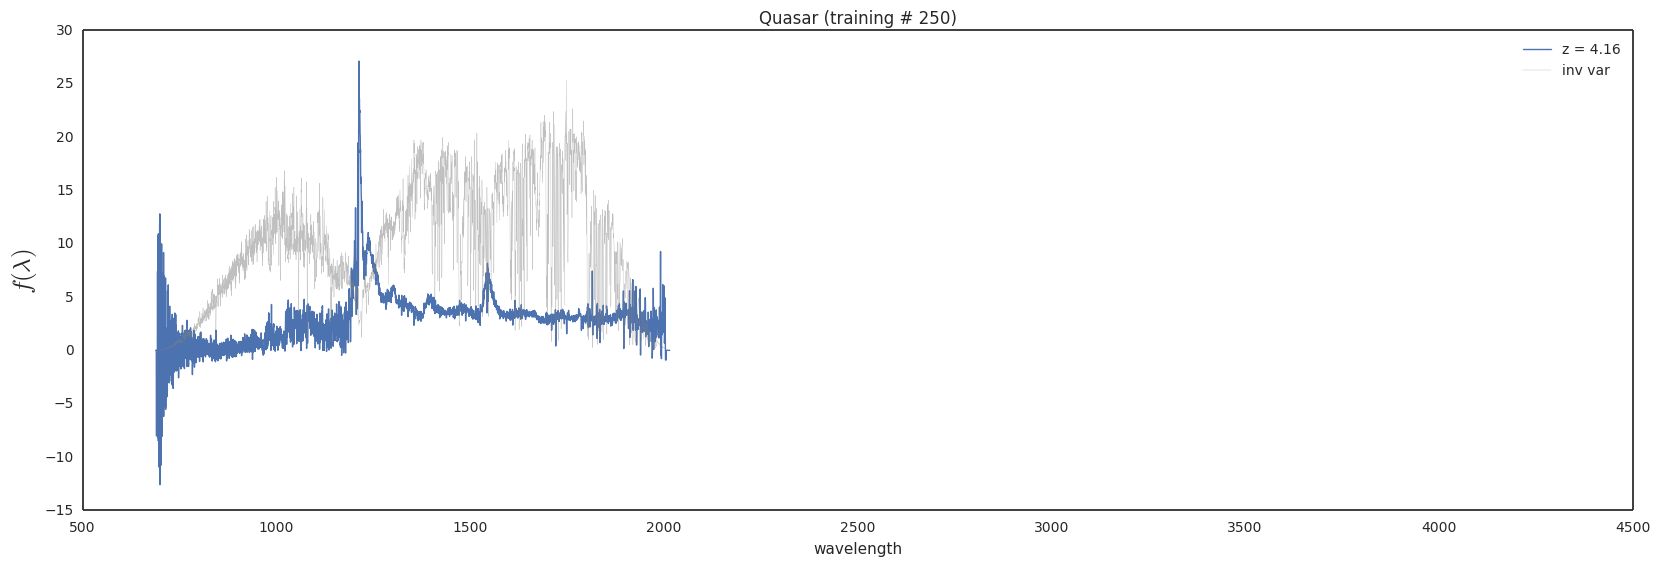 Quasar (training # 250)
z = 4.16
inv var
f(λ)
30
25
20
15
10
5
0
−5
−10
−15
500 1000 1500 2000 2500 3000 3500 4000 4500
wavelength